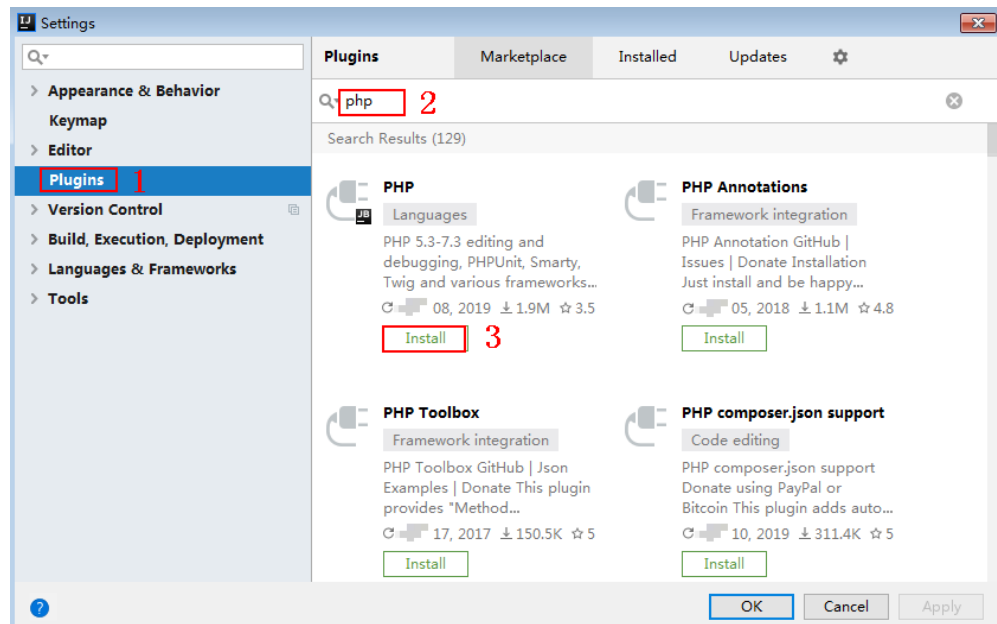 Settings
Plugins
Marketplace
Installed
Updates
Appearance & Behavior
Keymap
Editor
Plugins 1
Version Control
Build, Execution, Deployment
Languages & Frameworks
Tools
php 2
Search Results (129)
PHP
Languages
PHP 5.3-7.3 editing and
debugging, PHPUnit, Smarty,
Twig and various frameworks...
08, 2019 1.9M 3.5
Install 3
PHP Annotations
Framework integration
PHP Annotation GitHub |
Issues | Donate Installation
Just install and be happy...
05, 2018 1.1M 4.8
Install
PHP Toolbox
Framework integration
PHP Toolbox GitHub | Json
Examples | Donate This plugin
provides "Method...
17, 2017 150.5K 5
Install
PHP composer.json support
Code editing
PHP composer.json support
Donate using PayPal or
Bitcoin This plugin adds auto...
10, 2019 311.4K 5
Install
?
OK
Cancel
Apply